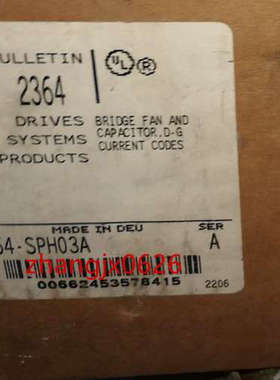 ULLETIN
2364
UL R
DRIVES
SYSTEMS
PRODUCTS
BRIDGE FAN AND
CAPACITOR,D-G
CURRENT CODES
MADE IN DEU
SER
64-SPH03A
A
zhangjx0626
00662453578415
2206